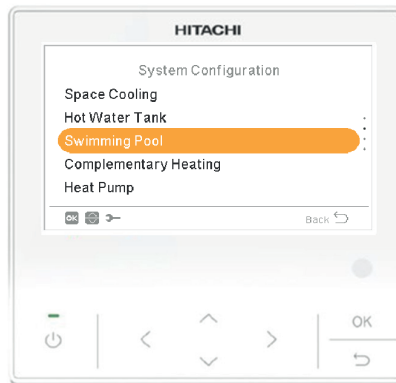 HITACHI
System Configuration
Space Cooling
Hot Water Tank
Swimming Pool
Complementary Heating
Heat Pump
OK Back
OK